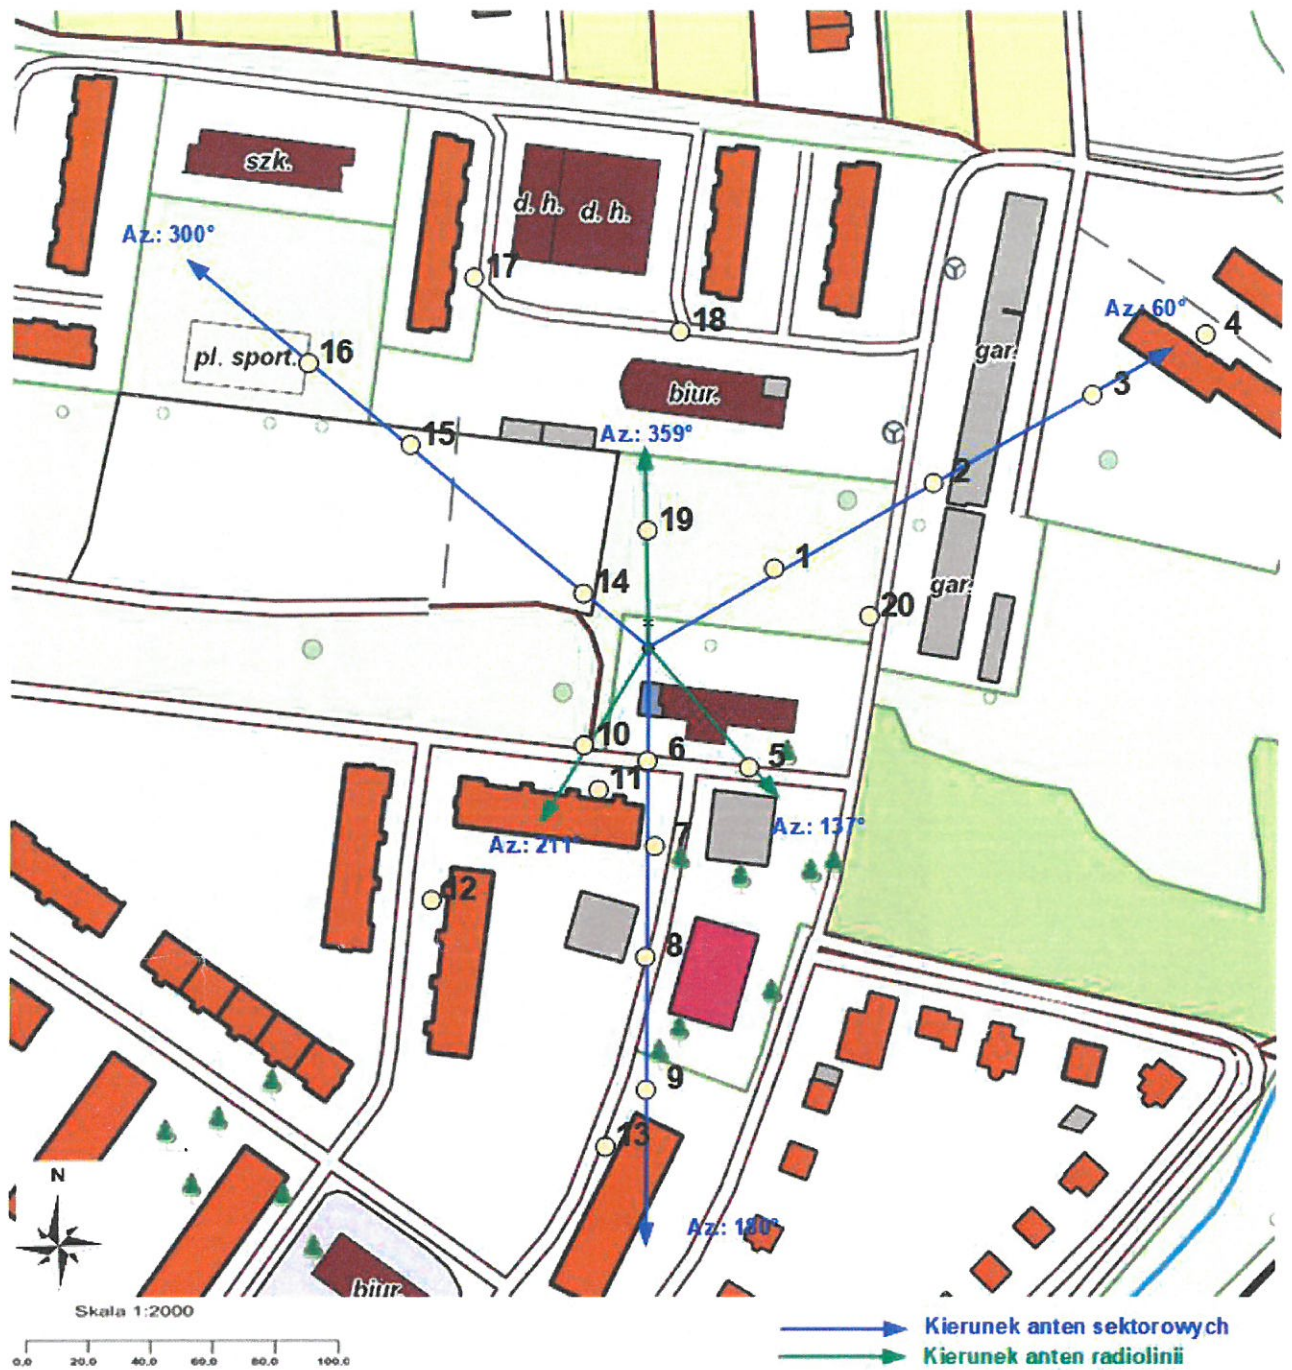 szk.
d. h. d. h.
Az.: 300°
17
18
Az.: 60°
4
pl. sport.
16
gar.
biur.
3
15
Az.: 359°
2
19
1
14
gar.
20
10
6
5
11
7
Az.: 137°
Az.: 211°
12
8
9
13
N
Az.: 180°
biur.
Skala 1:2000
0.0 20.0 40.0 60.0 80.0 100.0
Kierunek anten sektorowych
Kierunek anten radiolinii